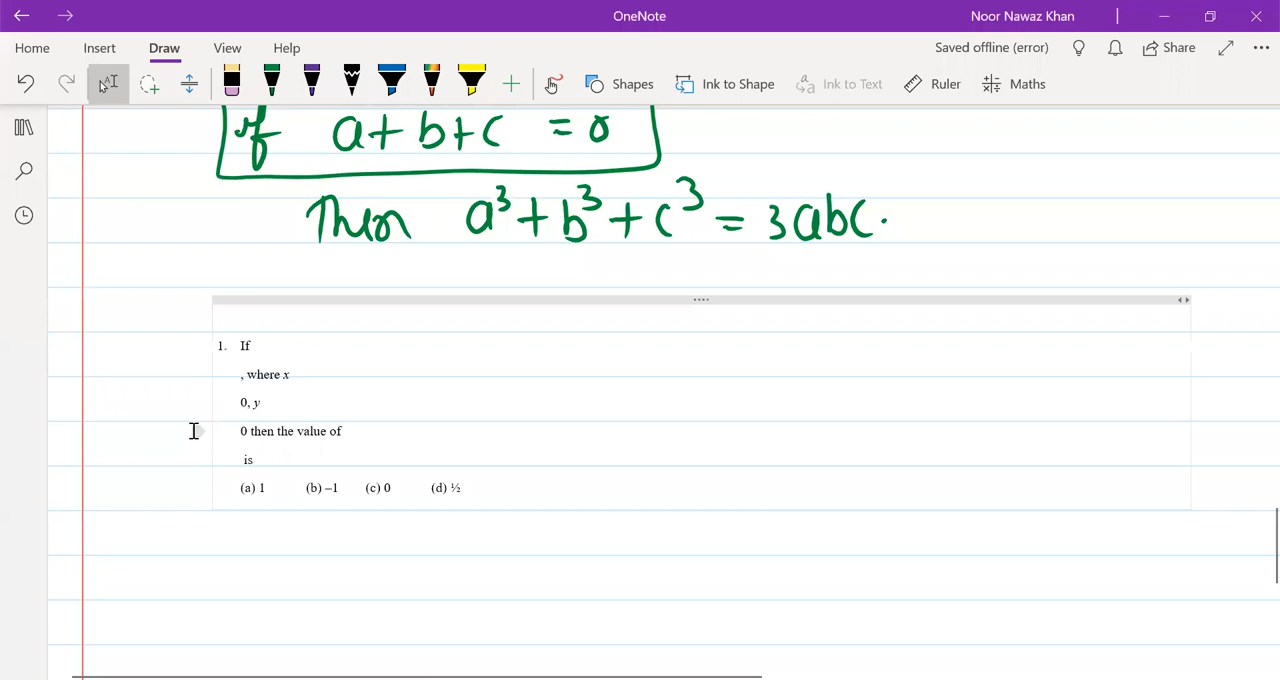 OneNote
Noor Nawaz Khan
Home Insert Draw View Help
Saved offline (error)
Share
Shapes
Ink to Shape
Ink to Text
Ruler
Maths
if a + b + c = 0
Then a³ + b³ + c³ = 3abc.
1. If
, where x
0, y
0 then the value of
is
(a) 1 (b) –1 (c) 0 (d) ½